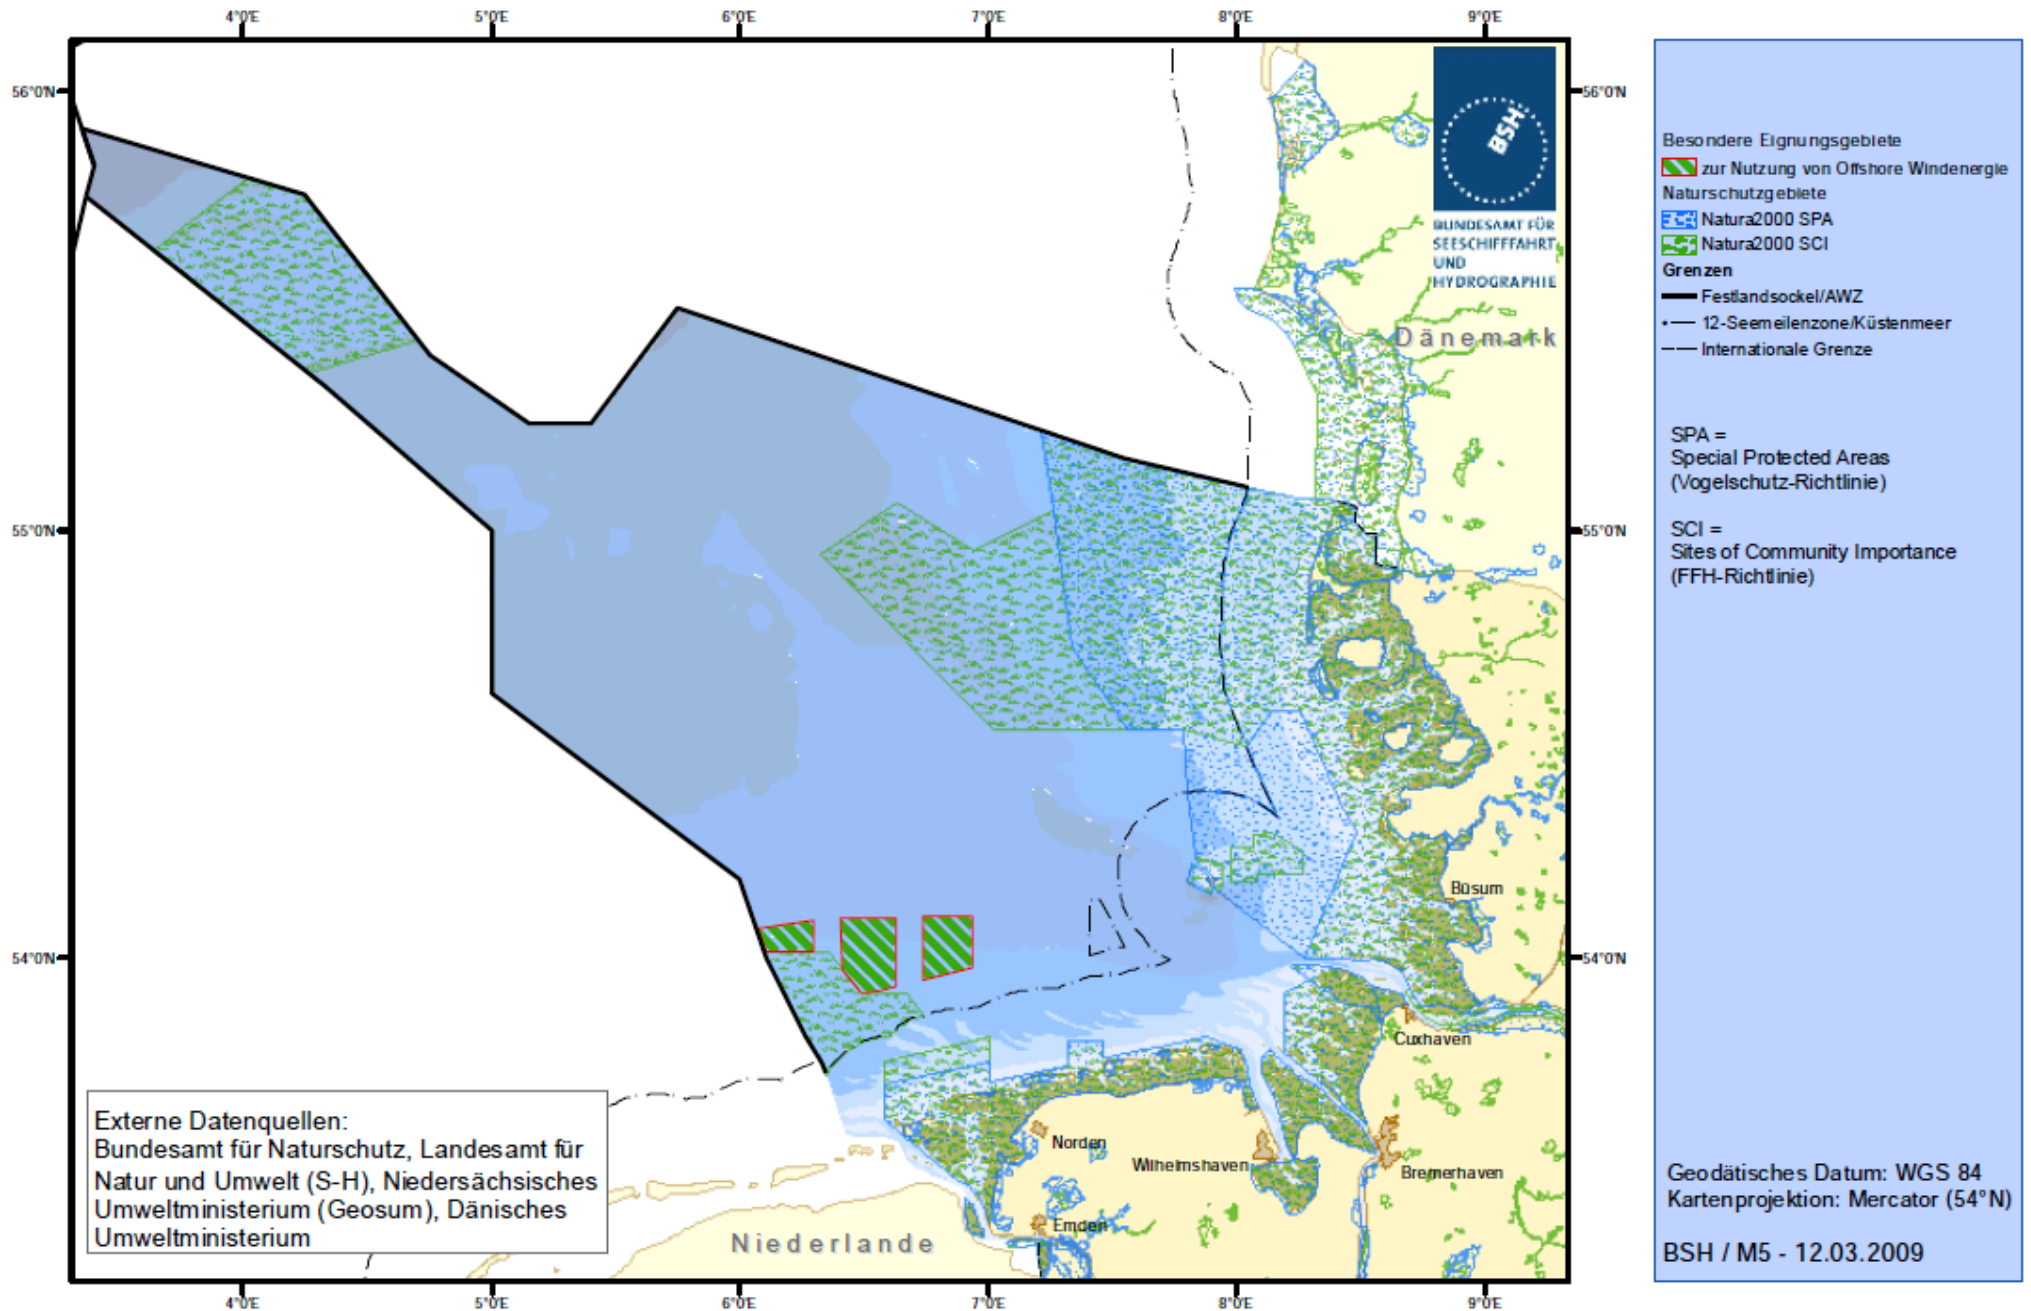 4°0'E 5°0'E 6°0'E 7°0'E 8°0'E 9°0'E
56°0'N 56°0'N
55°0'N 55°0'N
54°0'N 54°0'N
BSH
BUNDESAMT FÜR
SEESCHIFFFAHRT
UND
HYDROGRAPHIE
Dänemark
Büsum
Cuxhaven
Norden
Wilhelmshaven
Bremerhaven
Emden
Niederlande
Externe Datenquellen:
Bundesamt für Naturschutz, Landesamt für
Natur und Umwelt (S-H), Niedersächsisches
Umweltministerium (Geosum), Dänisches
Umweltministerium
4°0'E 5°0'E 6°0'E 7°0'E 8°0'E 9°0'E
Besondere Eignungsgebiete
zur Nutzung von Offshore Windenergie
Naturschutzgebiete
Natura2000 SPA
Natura2000 SCI
Grenzen
Festlandsockel/AWZ
12-Seemeilenzone/Küstenmeer
Internationale Grenze
SPA =
Special Protected Areas
(Vogelschutz-Richtlinie)
SCI =
Sites of Community Importance
(FFH-Richtlinie)
Geodätisches Datum: WGS 84
Kartenprojektion: Mercator (54°N)
BSH / M5 - 12.03.2009